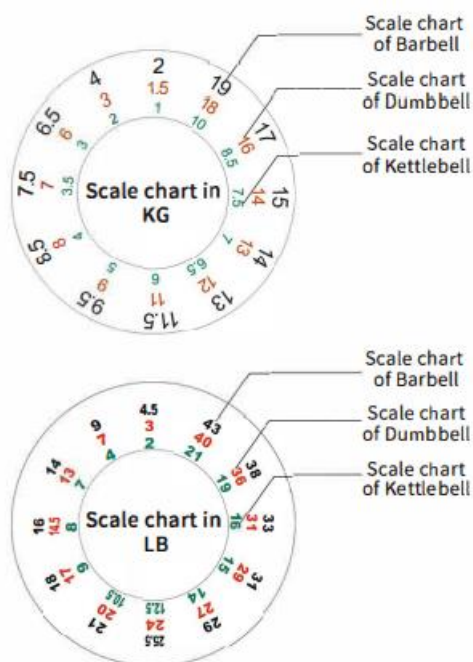 Scale chart
of Barbell
Scale chart
of Dumbbell
Scale chart
of Kettlebell
2 19 17 15 14 13 11.5 9.5 8.5 7.5 6.5 4
1.5 18 16 14 13 12 11 9 8 7 6 3
1 10 8.5 7.5 7 6.5 6 5 4 3.5 3 2
Scale chart in
KG
Scale chart
of Barbell
Scale chart
of Dumbbell
Scale chart
of Kettlebell
4.5 43 38 33 31 29 25.5 21 18 16 14 9
3 40 36 31 29 27 24 20 17 14.5 13 7
2 21 19 16 15 14 12.5 10.5 9 8 7 4
Scale chart in
LB